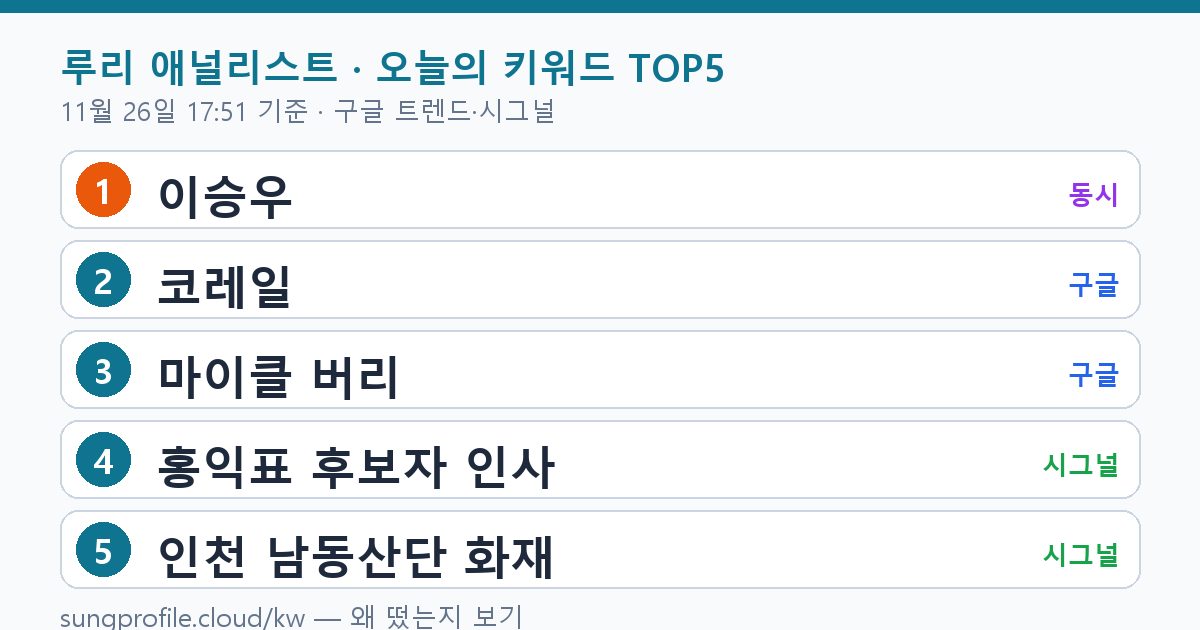 루리 애널리스트 · 오늘의 키워드 TOP5
11월 26일 17:51 기준 · 구글 트렌드·시그널
1 이승우 동시
2 코레일 구글
3 마이클 버리 구글
4 홍익표 후보자 인사 시그널
5 인천 남동산단 화재 시그널
sungprofile.cloud/kw — 왜 떴는지 보기